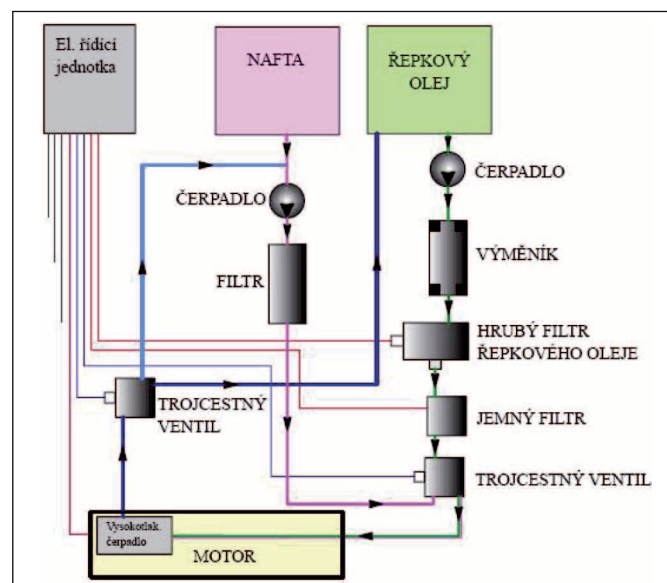 El. řídící
jednotka
NAFTA
ŘEPKOVÝ
OLEJ
ČERPADLO
ČERPADLO
FILTR
VÝMĚNÍK
HRUBÝ FILTR
ŘEPKOVÉHO OLEJE
TROJCESTNÝ
VENTIL
JEMNÝ FILTR
TROJCESTNÝ VENTIL
Vysokotlak.
čerpadlo
MOTOR